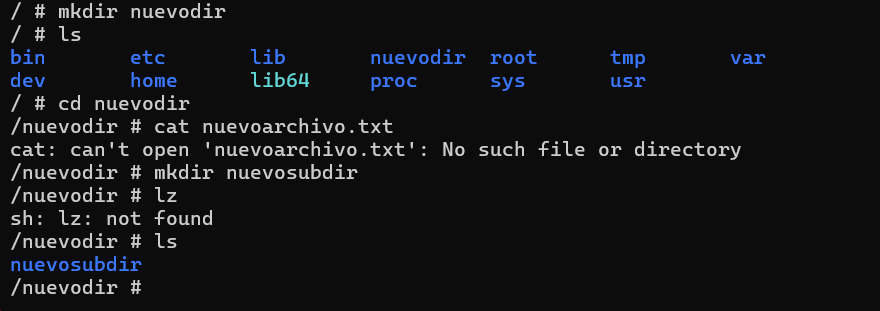 / # mkdir nuevodir
/ # ls
bin       etc       lib       nuevodir  root      tmp       var
dev       home      lib64     proc      sys       usr
/ # cd nuevodir
/nuevodir # cat nuevoarchivo.txt
cat: can't open 'nuevoarchivo.txt': No such file or directory
/nuevodir # mkdir nuevosubdir
/nuevodir # lz
sh: lz: not found
/nuevodir # ls
nuevosubdir
/nuevodir #